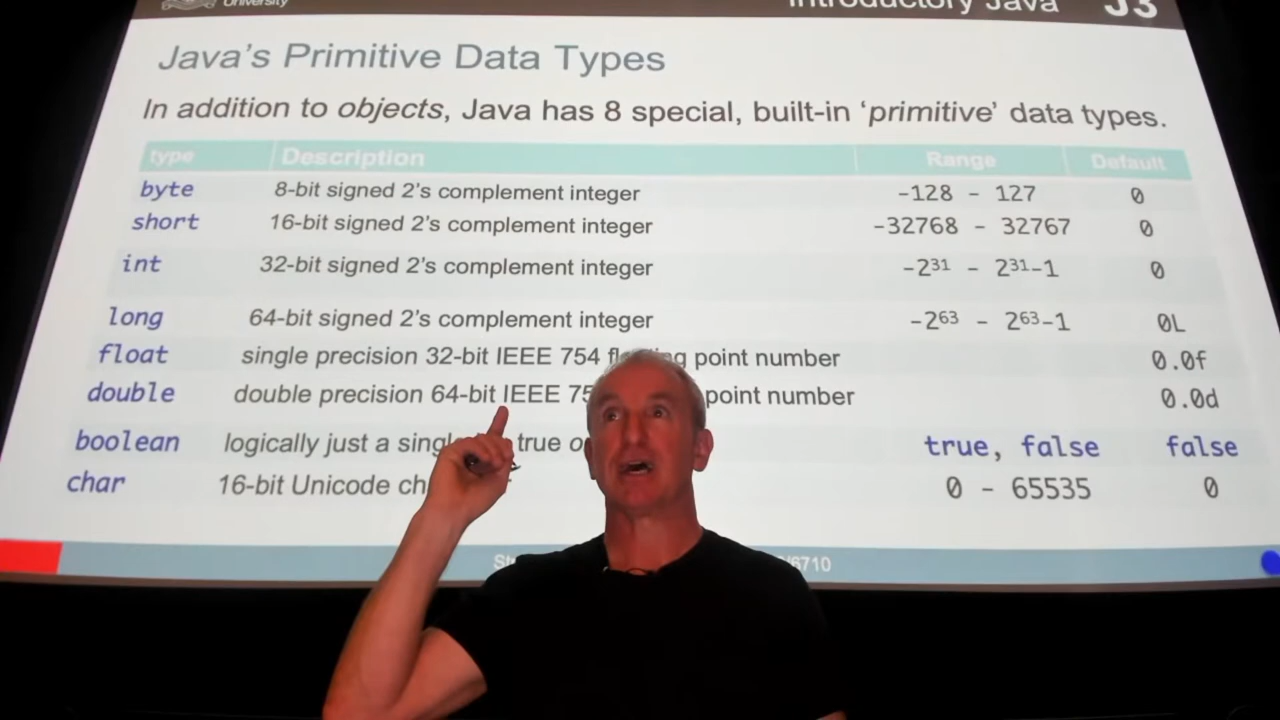 University
Introductory Java J3
Java's Primitive Data Types
In addition to objects, Java has 8 special, built-in 'primitive' data types.
type Description Range Default
byte 8-bit signed 2's complement integer -128 - 127 0
short 16-bit signed 2's complement integer -32768 - 32767 0
int 32-bit signed 2's complement integer -2³¹ - 2³¹-1 0
long 64-bit signed 2's complement integer -2⁶³ - 2⁶³-1 0L
float single precision 32-bit IEEE 754 point number 0.0f
double double precision 64-bit IEEE point number 0.0d
boolean logically just a true true, false false
char 16-bit Unicode 0 - 65535 0
6710